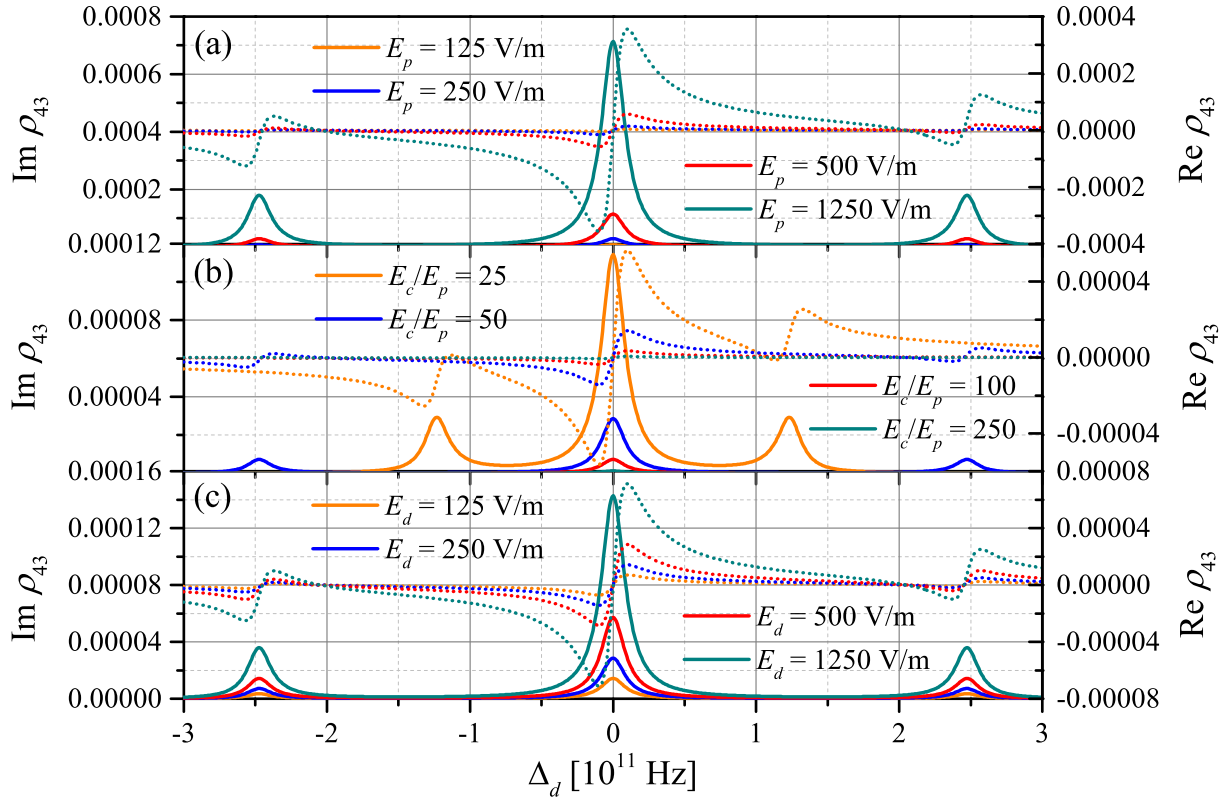 0.0008
0.0004
(a)
E_p = 125 V/m
E_p = 250 V/m
0.0006
0.0002
Im ρ_43
0.0004
0.0000
Re ρ_43
E_p = 500 V/m
E_p = 1250 V/m
0.0002
-0.0002
0.00012
-0.0004
(b)
E_c/E_p = 25
E_c/E_p = 50
0.00004
0.00008
Im ρ_43
0.00000
Re ρ_43
E_c/E_p = 100
E_c/E_p = 250
0.00004
-0.00004
0.00016
-0.00008
(c)
E_d = 125 V/m
E_d = 250 V/m
0.00012
0.00004
Im ρ_43
0.00008
0.00000
Re ρ_43
E_d = 500 V/m
E_d = 1250 V/m
0.00004
-0.00004
0.00000
-0.00008
-3 -2 -1 0 1 2 3
Δ_d [10^11 Hz]